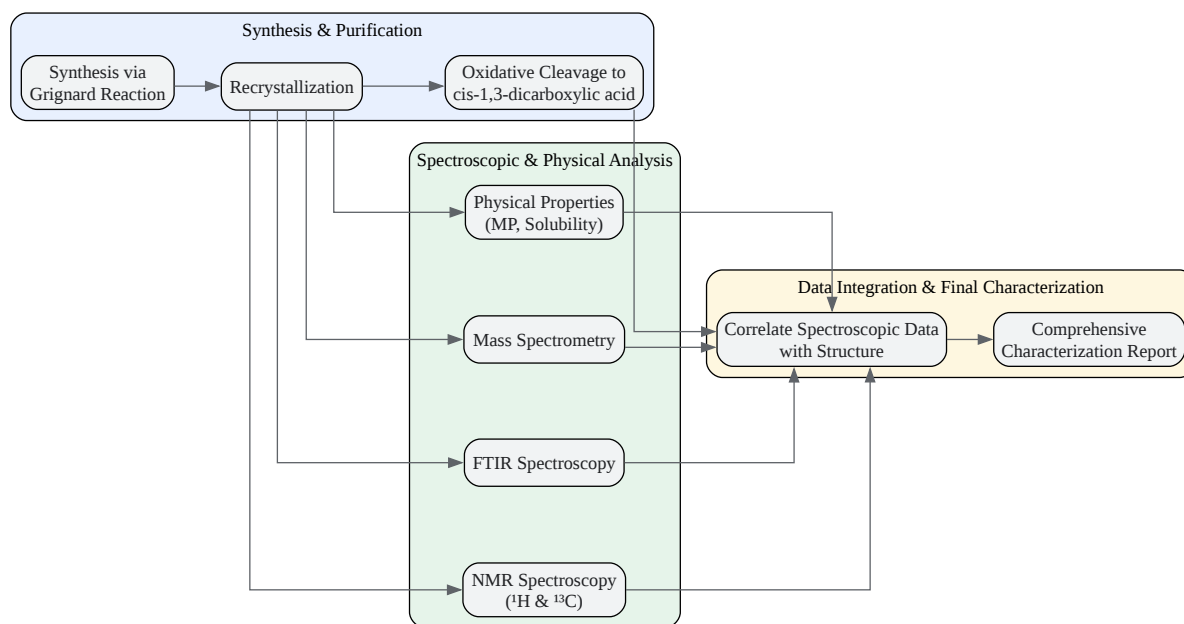 Synthesis & Purification
Synthesis via
Grignard Reaction
Recrystallization
Oxidative Cleavage to
cis-1,3-dicarboxylic acid
Spectroscopic & Physical Analysis
Physical Properties
(MP, Solubility)
Mass Spectrometry
FTIR Spectroscopy
NMR Spectroscopy
(¹H & ¹³C)
Data Integration & Final Characterization
Correlate Spectroscopic Data
with Structure
Comprehensive
Characterization Report